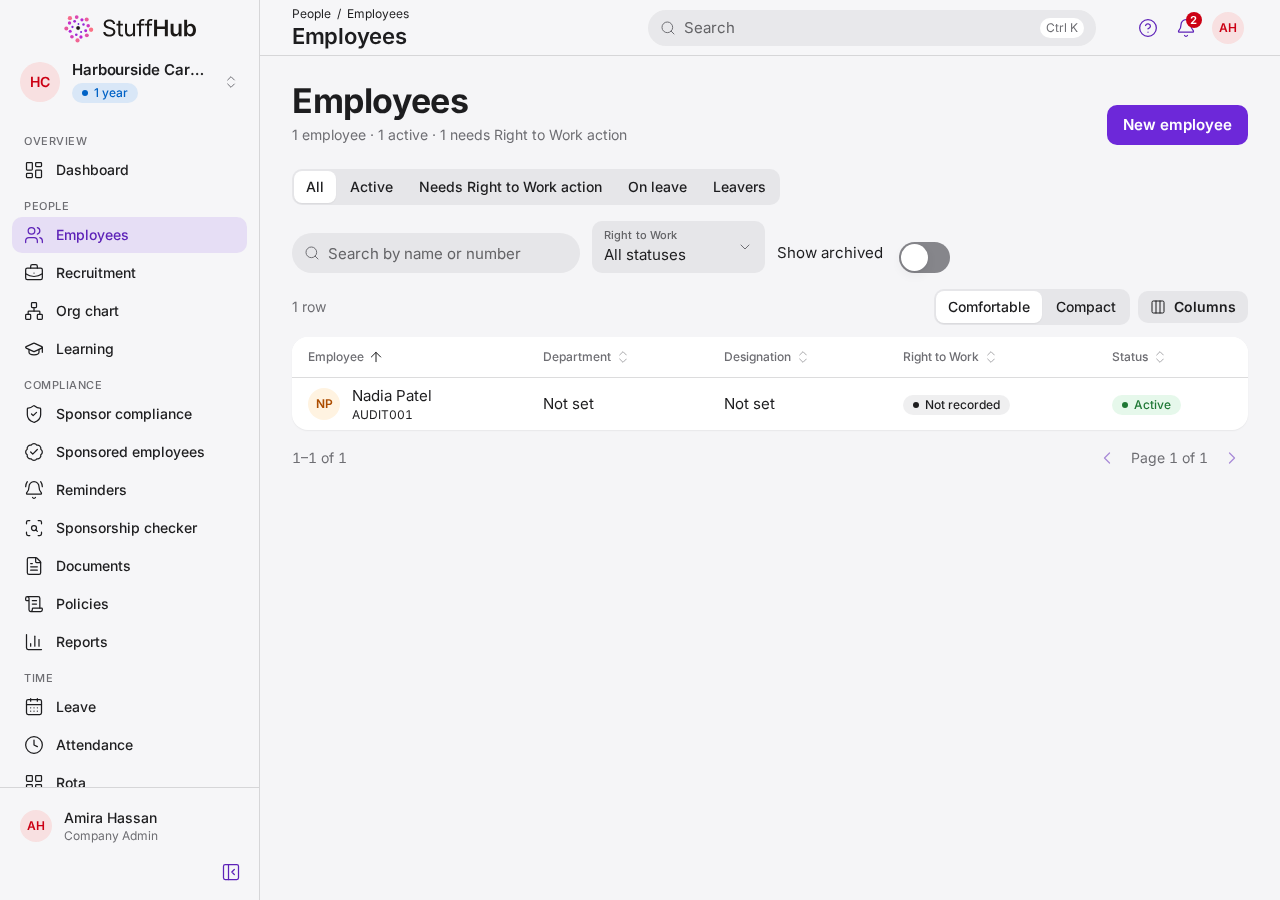 StuffHub
HC
Harbourside Car...
1 year
OVERVIEW
Dashboard
PEOPLE
Employees
Recruitment
Org chart
Learning
COMPLIANCE
Sponsor compliance
Sponsored employees
Reminders
Sponsorship checker
Documents
Policies
Reports
TIME
Leave
Attendance
Rota
AH
Amira Hassan
Company Admin
People / Employees
Employees
Search
Ctrl K
2
AH
Employees
1 employee · 1 active · 1 needs Right to Work action
New employee
All Active Needs Right to Work action On leave Leavers
Search by name or number
Right to Work
All statuses
Show archived
1 row
Comfortable Compact
Columns
Employee Department Designation Right to Work Status
NP
Nadia Patel
AUDIT001
Not set
Not set
Not recorded
Active
1–1 of 1
Page 1 of 1